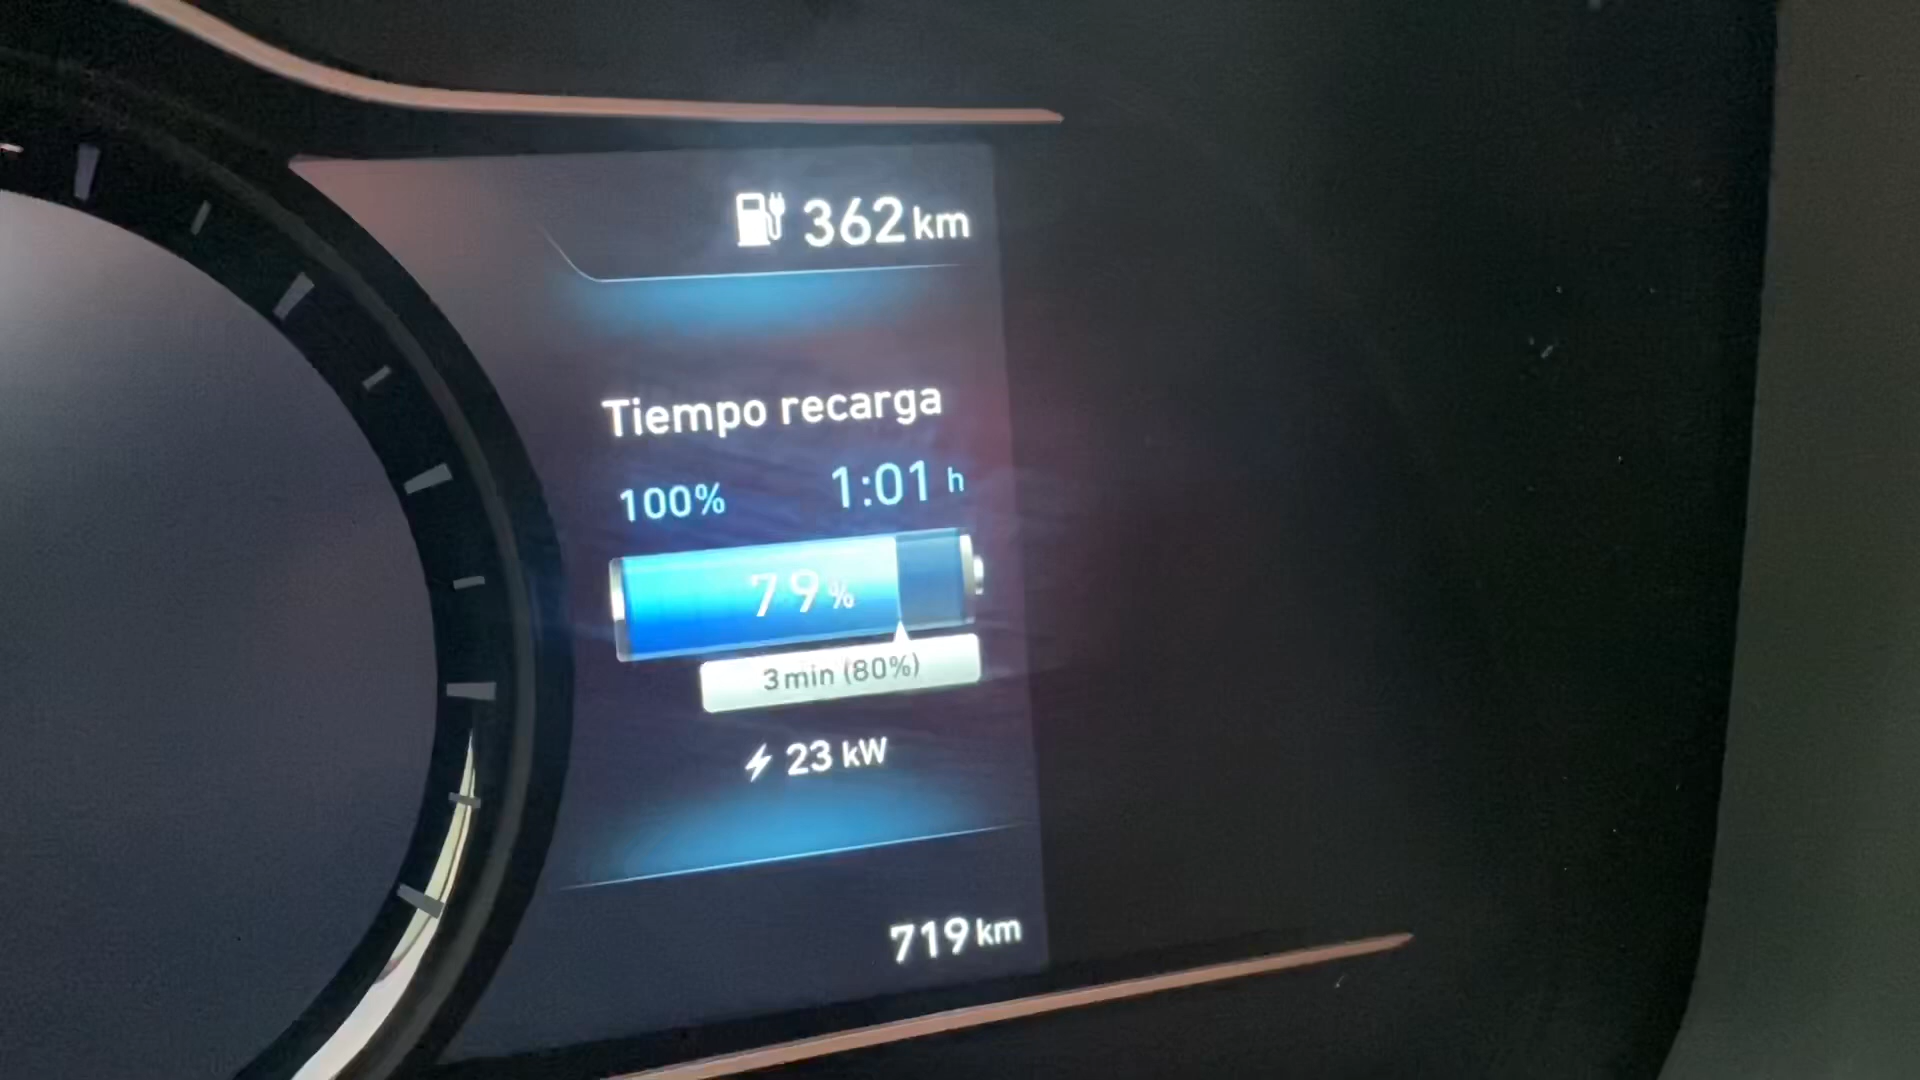 362 km
Tiempo recarga
100% 1:01 h
79%
3 min (80%)
23 kW
719 km